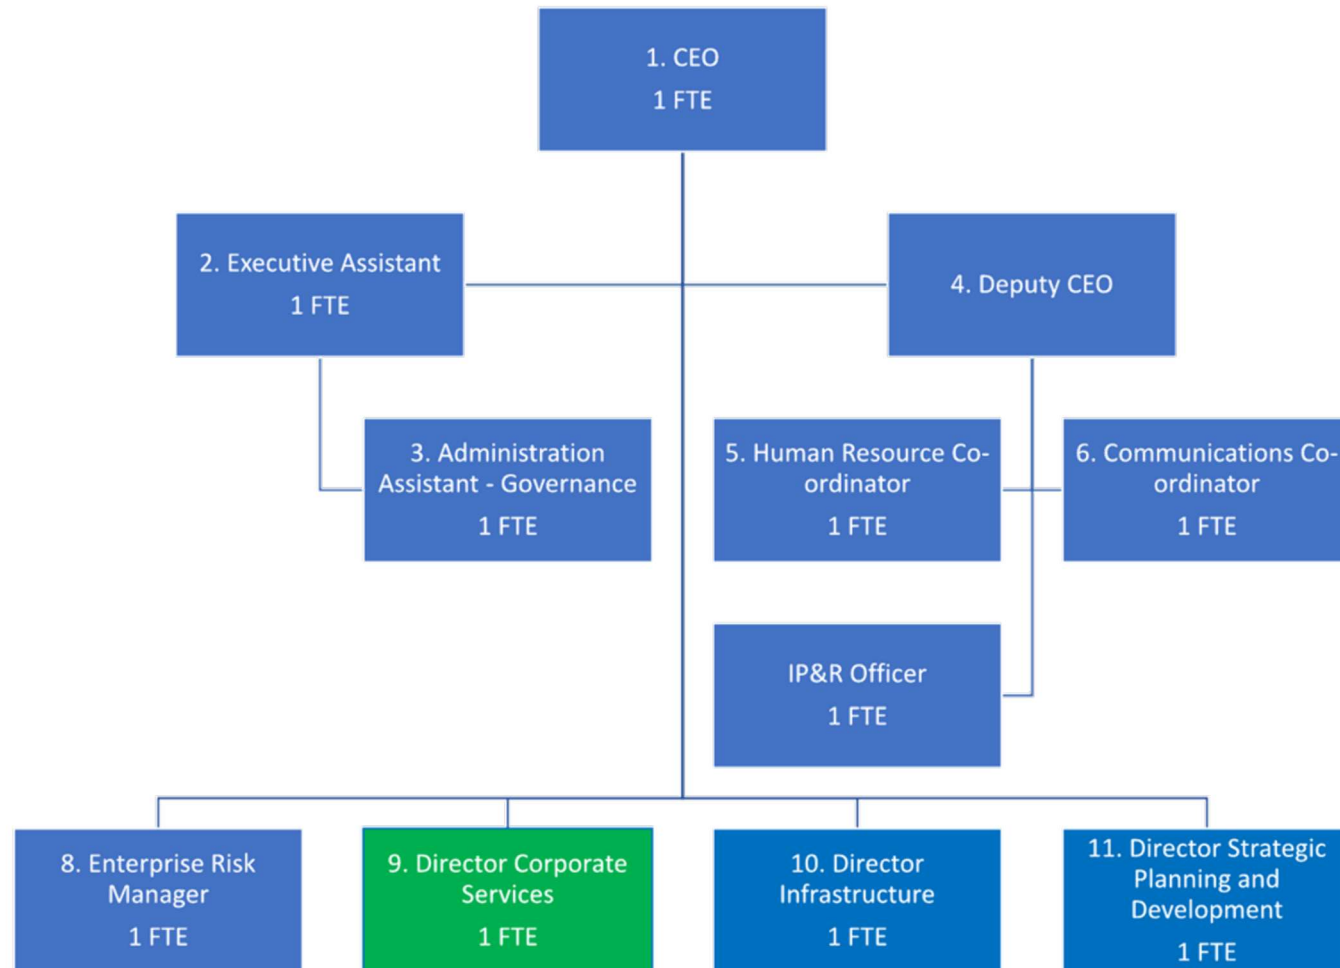 1. CEO
1 FTE
2. Executive Assistant
1 FTE
4. Deputy CEO
3. Administration
Assistant - Governance
1 FTE
5. Human Resource Co-
ordinator
1 FTE
6. Communications Co-
ordinator
1 FTE
IP&R Officer
1 FTE
8. Enterprise Risk
Manager
1 FTE
9. Director Corporate
Services
1 FTE
10. Director
Infrastructure
1 FTE
11. Director Strategic
Planning and
Development
1 FTE